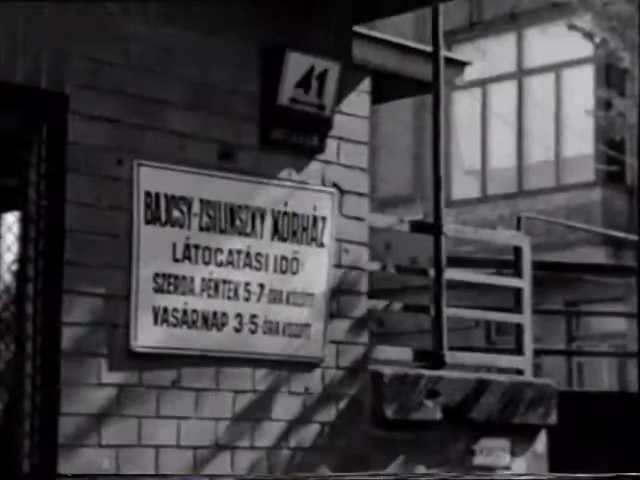 41
BAJCSY-ZSILINSZKY KÓRHÁZ
LÁTOGATÁSI IDŐ
SZERDA, PÉNTEK 5-7-ÓRA KÖZÖTT
VASÁRNAP 3-5-ÓRA KÖZÖTT